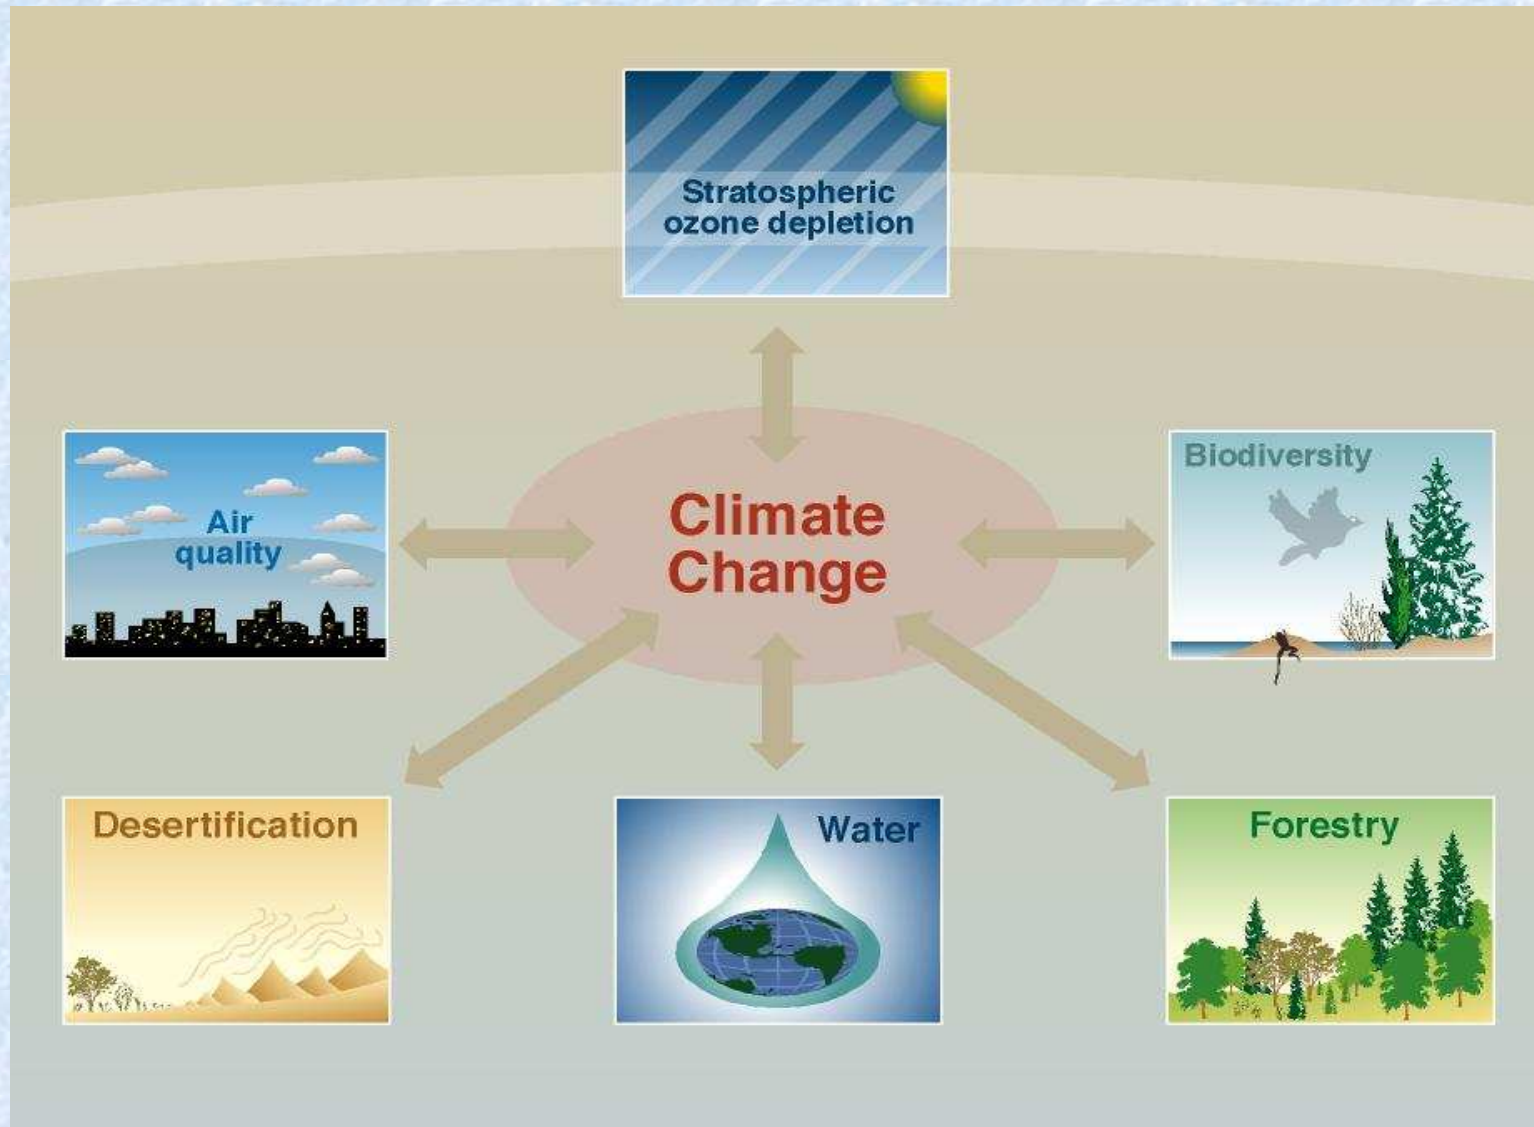 Stratospheric
ozone depletion
Air
quality
Climate
Change
Biodiversity
Desertification
Water
Forestry